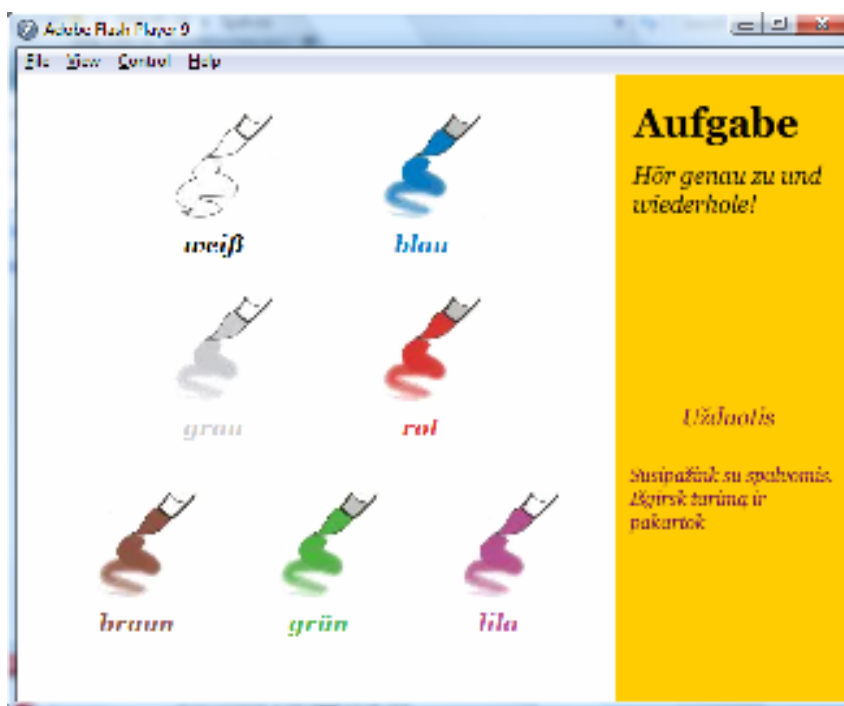 Adobe Flash Player 9
File View Control Help
Aufgabe
Hör genau zu und
wiederhole!
weiß
blau
grau
rot
braun
grün
lila
Užduotis
Susipažink su spalvomis.
Išgirsk tarimą ir
pakartok